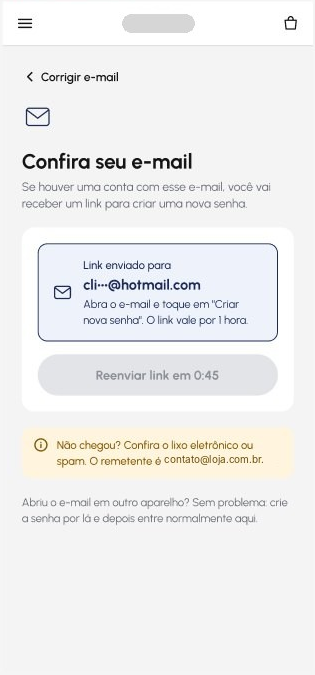 Corrigir e-mail
Confira seu e-mail
Se houver uma conta com esse e-mail, você vai
receber um link para criar uma nova senha.
Link enviado para
cli···@hotmail.com
Abra o e-mail e toque em "Criar
nova senha". O link vale por 1 hora.
Reenviar link em 0:45
Não chegou? Confira o lixo eletrônico ou
spam. O remetente é contato@loja.com.br.
Abriu o e-mail em outro aparelho? Sem problema: crie
a senha por lá e depois entre normalmente aqui.